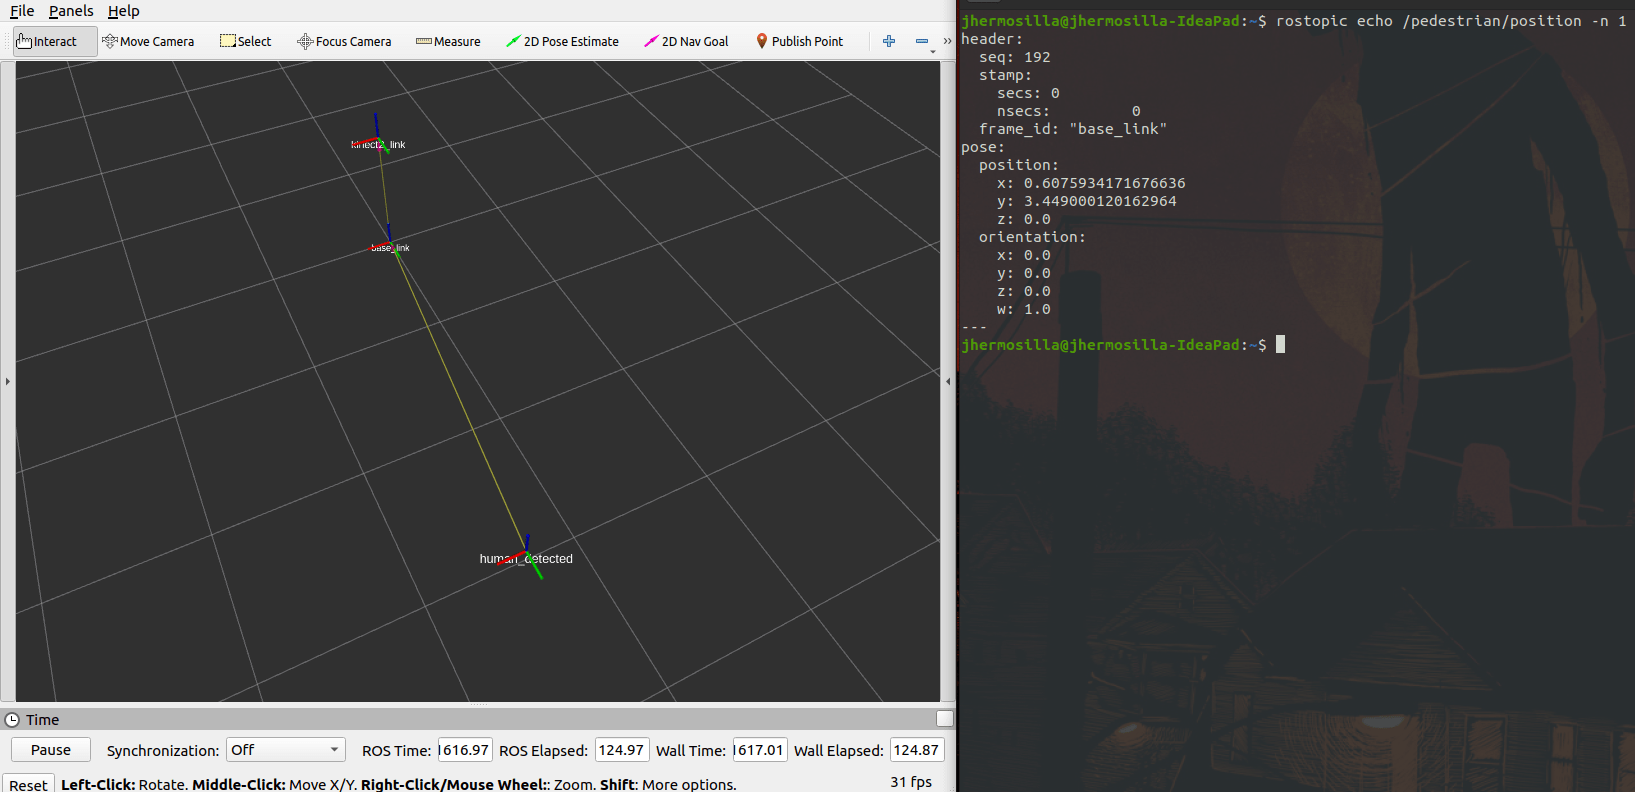 File Panels Help
Interact Move Camera Select Focus Camera Measure 2D Pose Estimate 2D Nav Goal Publish Point »
kinect2_link
base_link
human_detected
Time
Pause Synchronization: Off ROS Time: 1616.97 ROS Elapsed: 124.97 Wall Time: 1617.01 Wall Elapsed: 124.87
Reset Left-Click: Rotate. Middle-Click: Move X/Y. Right-Click/Mouse Wheel:: Zoom. Shift: More options. 31 fps
jhermosilla@jhermosilla-IdeaPad:~$ rostopic echo /pedestrian/position -n 1
header:
  seq: 192
  stamp:
    secs: 0
    nsecs:         0
  frame_id: "base_link"
pose:
  position:
    x: 0.6075934171676636
    y: 3.449000120162964
    z: 0.0
  orientation:
    x: 0.0
    y: 0.0
    z: 0.0
    w: 1.0
---
jhermosilla@jhermosilla-IdeaPad:~$